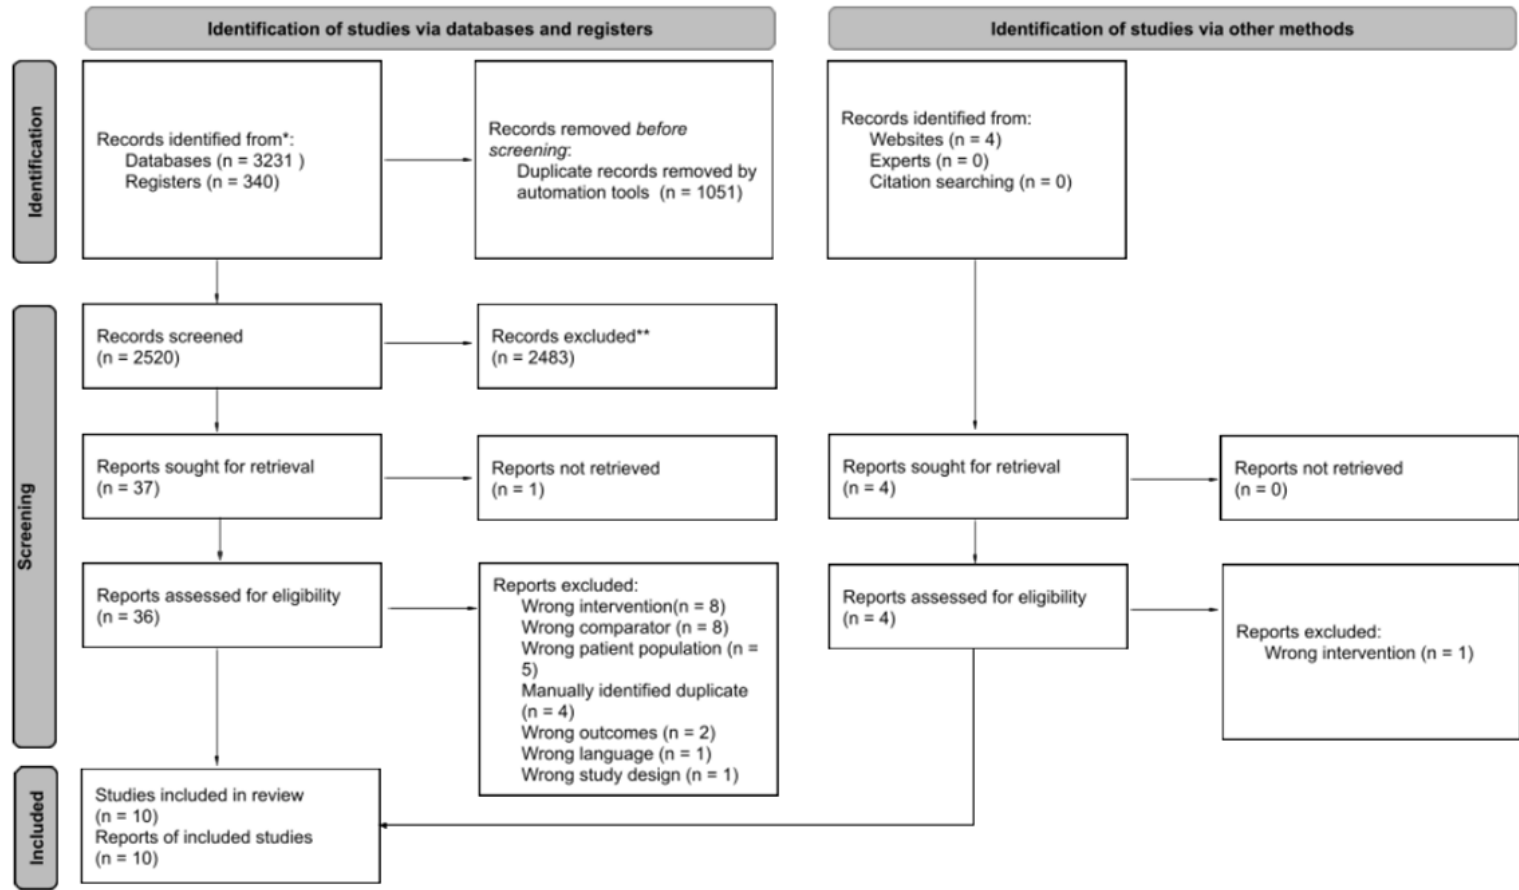 Identification of studies via databases and registers
Identification of studies via other methods
Identification
Records identified from*:
Databases (n = 3231 )
Registers (n = 340)
Records removed before
screening:
Duplicate records removed by
automation tools  (n = 1051)
Records identified from:
Websites (n = 4)
Experts (n = 0)
Citation searching (n = 0)
Screening
Records screened
(n = 2520)
Records excluded**
(n = 2483)
Reports sought for retrieval
(n = 37)
Reports not retrieved
(n = 1)
Reports sought for retrieval
(n = 4)
Reports not retrieved
(n = 0)
Reports assessed for eligibility
(n = 36)
Reports excluded:
Wrong intervention(n = 8)
Wrong comparator (n = 8)
Wrong patient population (n =
5)
Manually identified duplicate
(n = 4)
Wrong outcomes (n = 2)
Wrong language (n = 1)
Wrong study design (n = 1)
Reports assessed for eligibility
(n = 4)
Reports excluded:
Wrong intervention (n = 1)
Included
Studies included in review
(n = 10)
Reports of included studies
(n = 10)